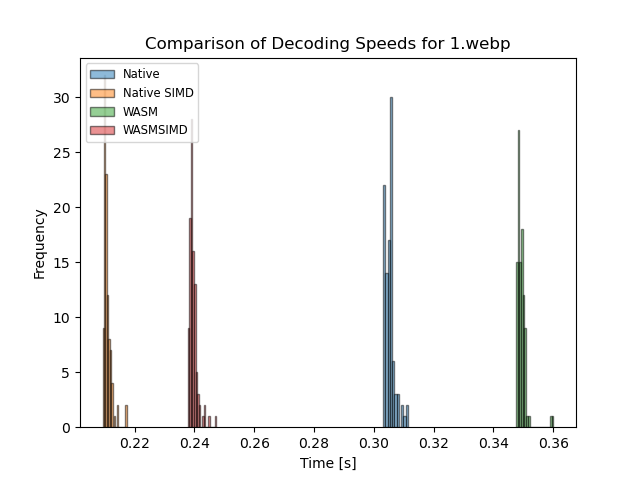 Comparison of Decoding Speeds for 1.webp
Native
Native SIMD
WASM
WASMSIMD
30
25
20
15
10
5
0
Frequency
0.22 0.24 0.26 0.28 0.30 0.32 0.34 0.36
Time [s]